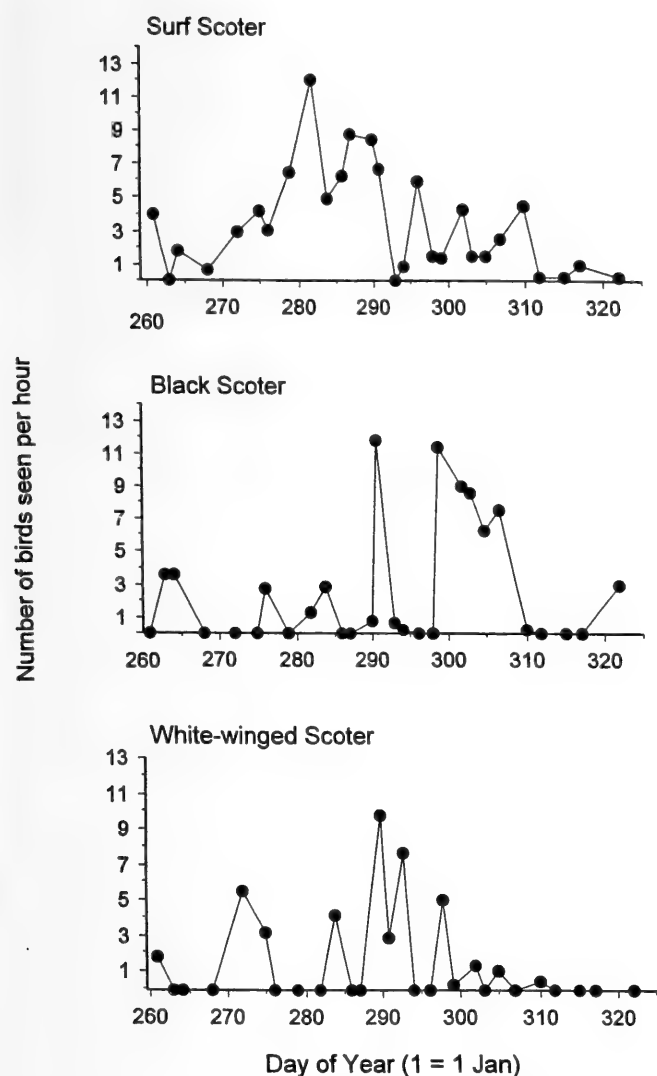 Surf Scoter
13
11
9
7
5
3
1
260 270 280 290 300 310 320
Number of birds seen per hour
Black Scoter
13
11
9
7
5
3
1
260 270 280 290 300 310 320
White-winged Scoter
13
11
9
7
5
3
1
260 270 280 290 300 310 320
Day of Year (1 = 1 Jan)